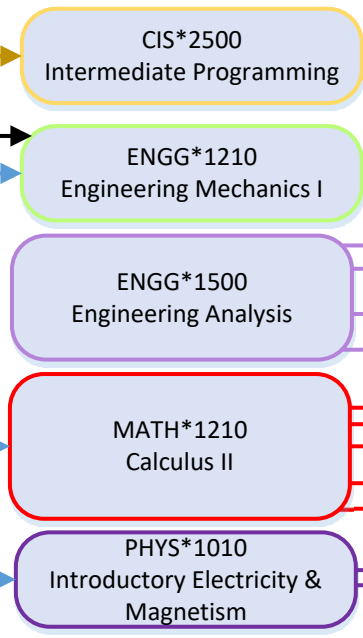 CIS*2500
Intermediate Programming
ENGG*1210
Engineering Mechanics I
ENGG*1500
Engineering Analysis
MATH*1210
Calculus II
PHYS*1010
Introductory Electricity &
Magnetism